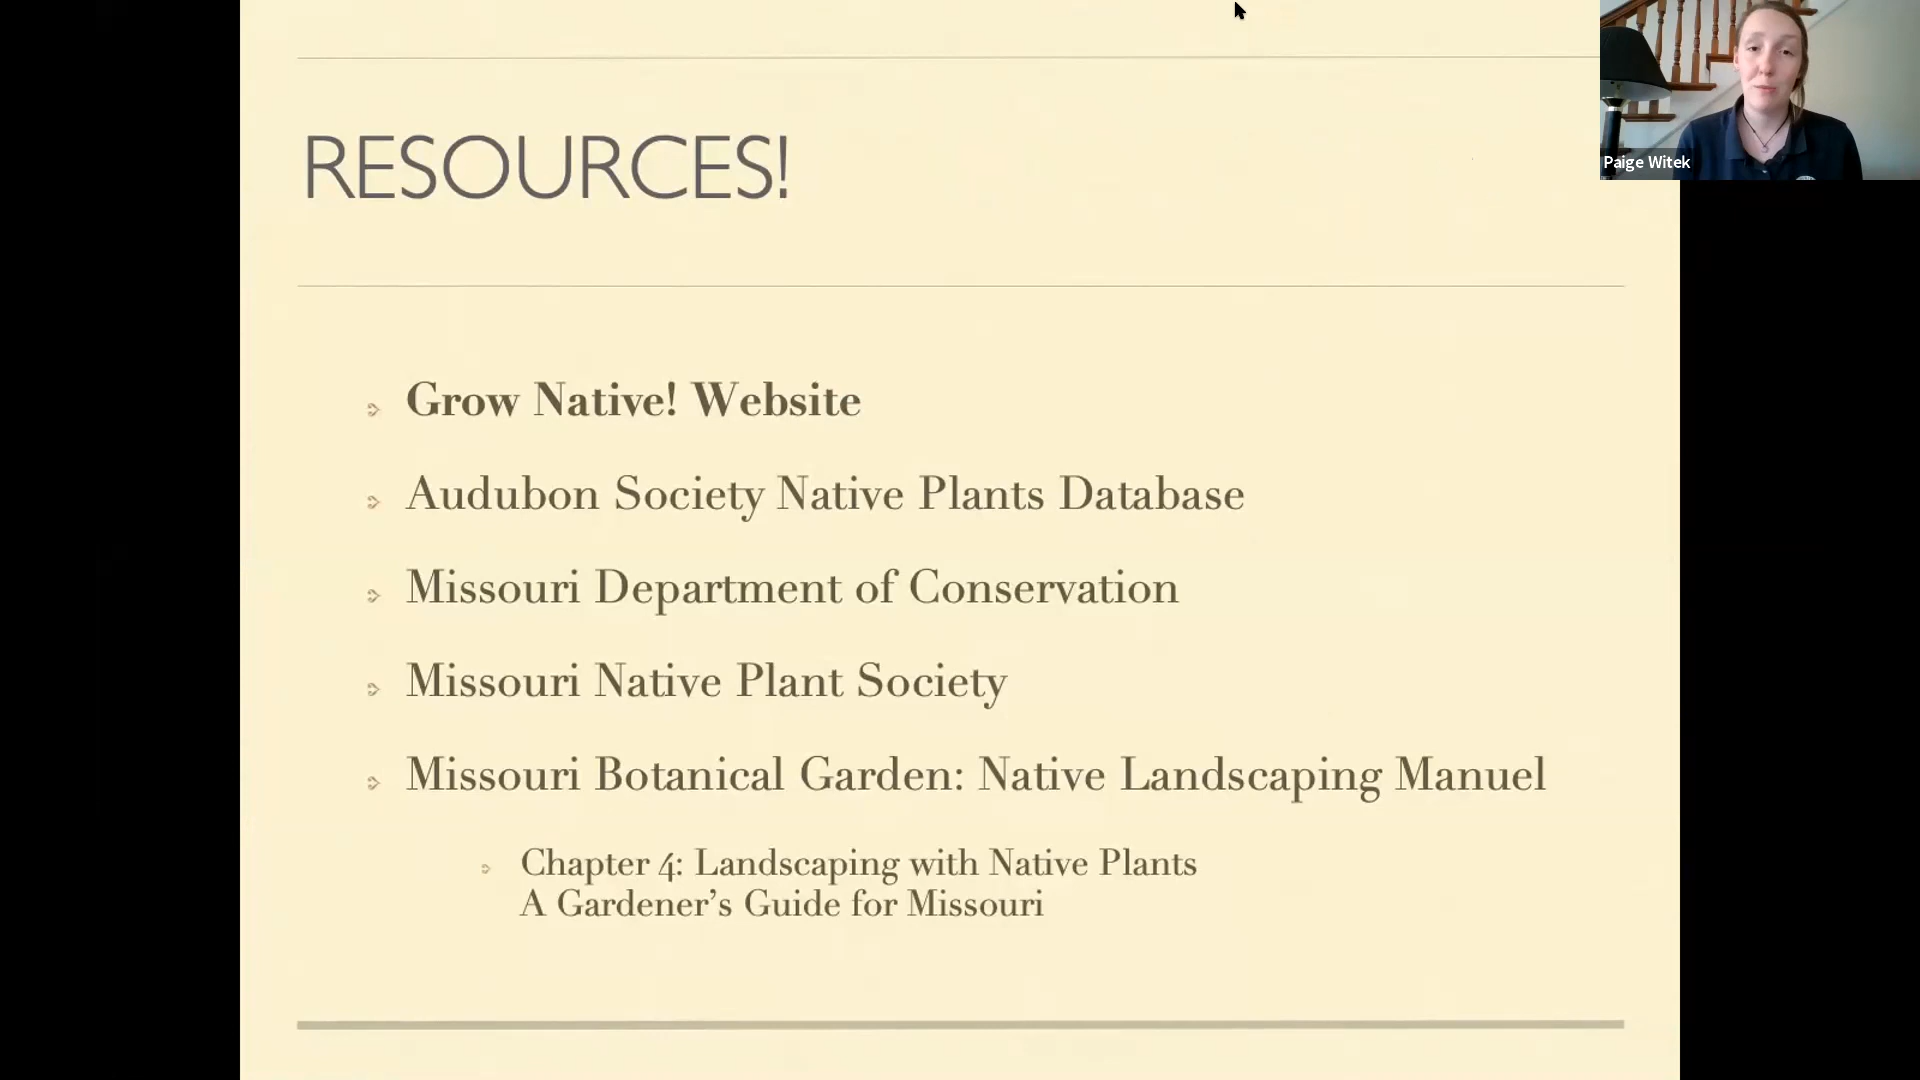 RESOURCES!
Grow Native! Website
Audubon Society Native Plants Database
Missouri Department of Conservation
Missouri Native Plant Society
Missouri Botanical Garden: Native Landscaping Manuel
Chapter 4: Landscaping with Native Plants
A Gardener’s Guide for Missouri
Paige Witek